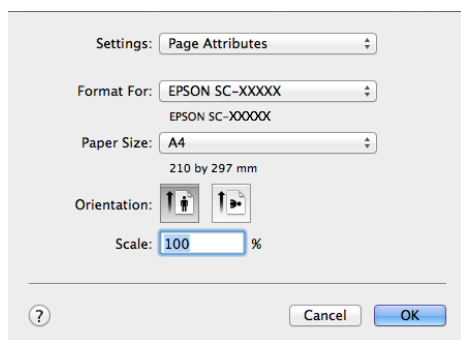 Settings: Page Attributes
Format For: EPSON SC-XXXXX
EPSON SC-XXXXX
Paper Size: A4
210 by 297 mm
Orientation:
Scale: 100 %
? Cancel OK